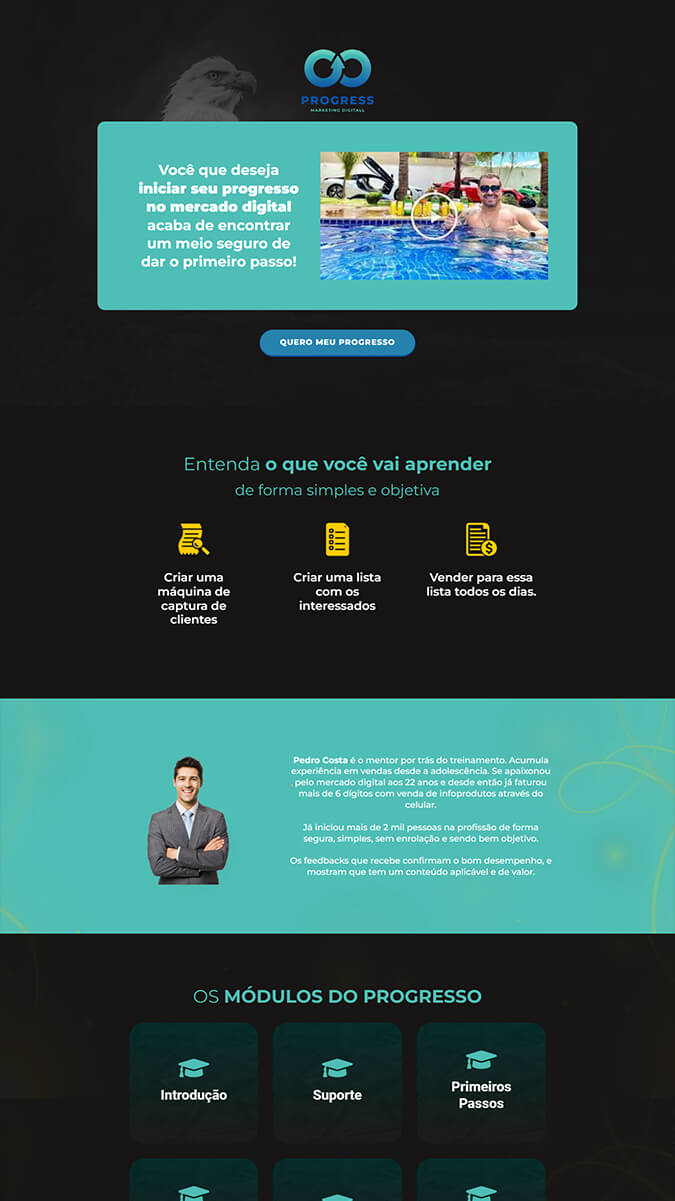 PROGRESS
MARKETING DIGITALL
Você que deseja
iniciar seu progresso
no mercado digital
acaba de encontrar
um meio seguro de
dar o primeiro passo!
QUERO MEU PROGRESSO
Entenda o que você vai aprender
de forma simples e objetiva
Criar uma
máquina de
captura de
clientes
Criar uma lista
com os
interessados
Vender para essa
lista todos os dias.
Pedro Costa é o mentor por trás do treinamento. Acumula
experiência em vendas desde a adolescência. Se apaixonou
pelo mercado digital aos 22 anos e desde então já faturou
mais de 6 dígitos com venda de infoprodutos através do
celular.
Já iniciou mais de 2 mil pessoas na profissão de forma
segura, simples, sem enrolação e sendo bem objetivo.
Os feedbacks que recebe confirmam o bom desempenho, e
mostram que tem um conteúdo aplicável e de valor.
OS MÓDULOS DO PROGRESSO
Introdução
Suporte
Primeiros
Passos